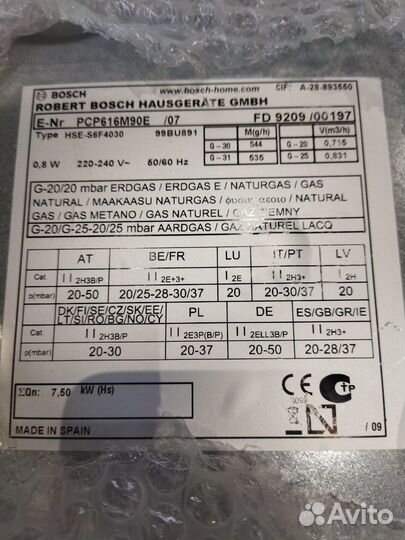 BOSCH www.bosch-home.com CIF: A-28-893550
ROBERT BOSCH HAUSGERÄTE GMBH
E-Nr PCP616M90E /07 FD 9209 /00197
Type HSE-S6F4030 99BU891
M(g/h) V(m3/h)
G-30 544 G-20 0,715
G-31 535 G-25 0,831
0,8 W 220-240 V~ 50/60 Hz
G-20/20 mbar ERDGAS / ERDGAS E / NATURGAS / GAS
NATURAL / MAAKAASU NATURGAS / / NATURAL
GAS / GAS METANO / GAS NATUREL / GAZ ZIEMNY
G-20/G-25-20/25 mbar AARDGAS / GAZ NATUREL LACQ
AT BE/FR LU IT/PT LV
Cat. II 2H3B/P II 2E+3+ I 2E II 2H3+ I 2H
p(mbar) 20-50 20/25-28-30/37 20 20-30/37 20
DK/FI/SE/CZ/SK/EE/
LT/SI/RO/BG/NO/CY PL DE ES/GB/GR/IE
Cat. II 2H3B/P II 2E3P(B/P) II 2ELL3B/P II 2H3+
p(mbar) 20-30 20-37 20-50 20-28/37
ΣQn: 7,50 kW (Hs)
CE
MADE IN SPAIN
/ 09
Avito